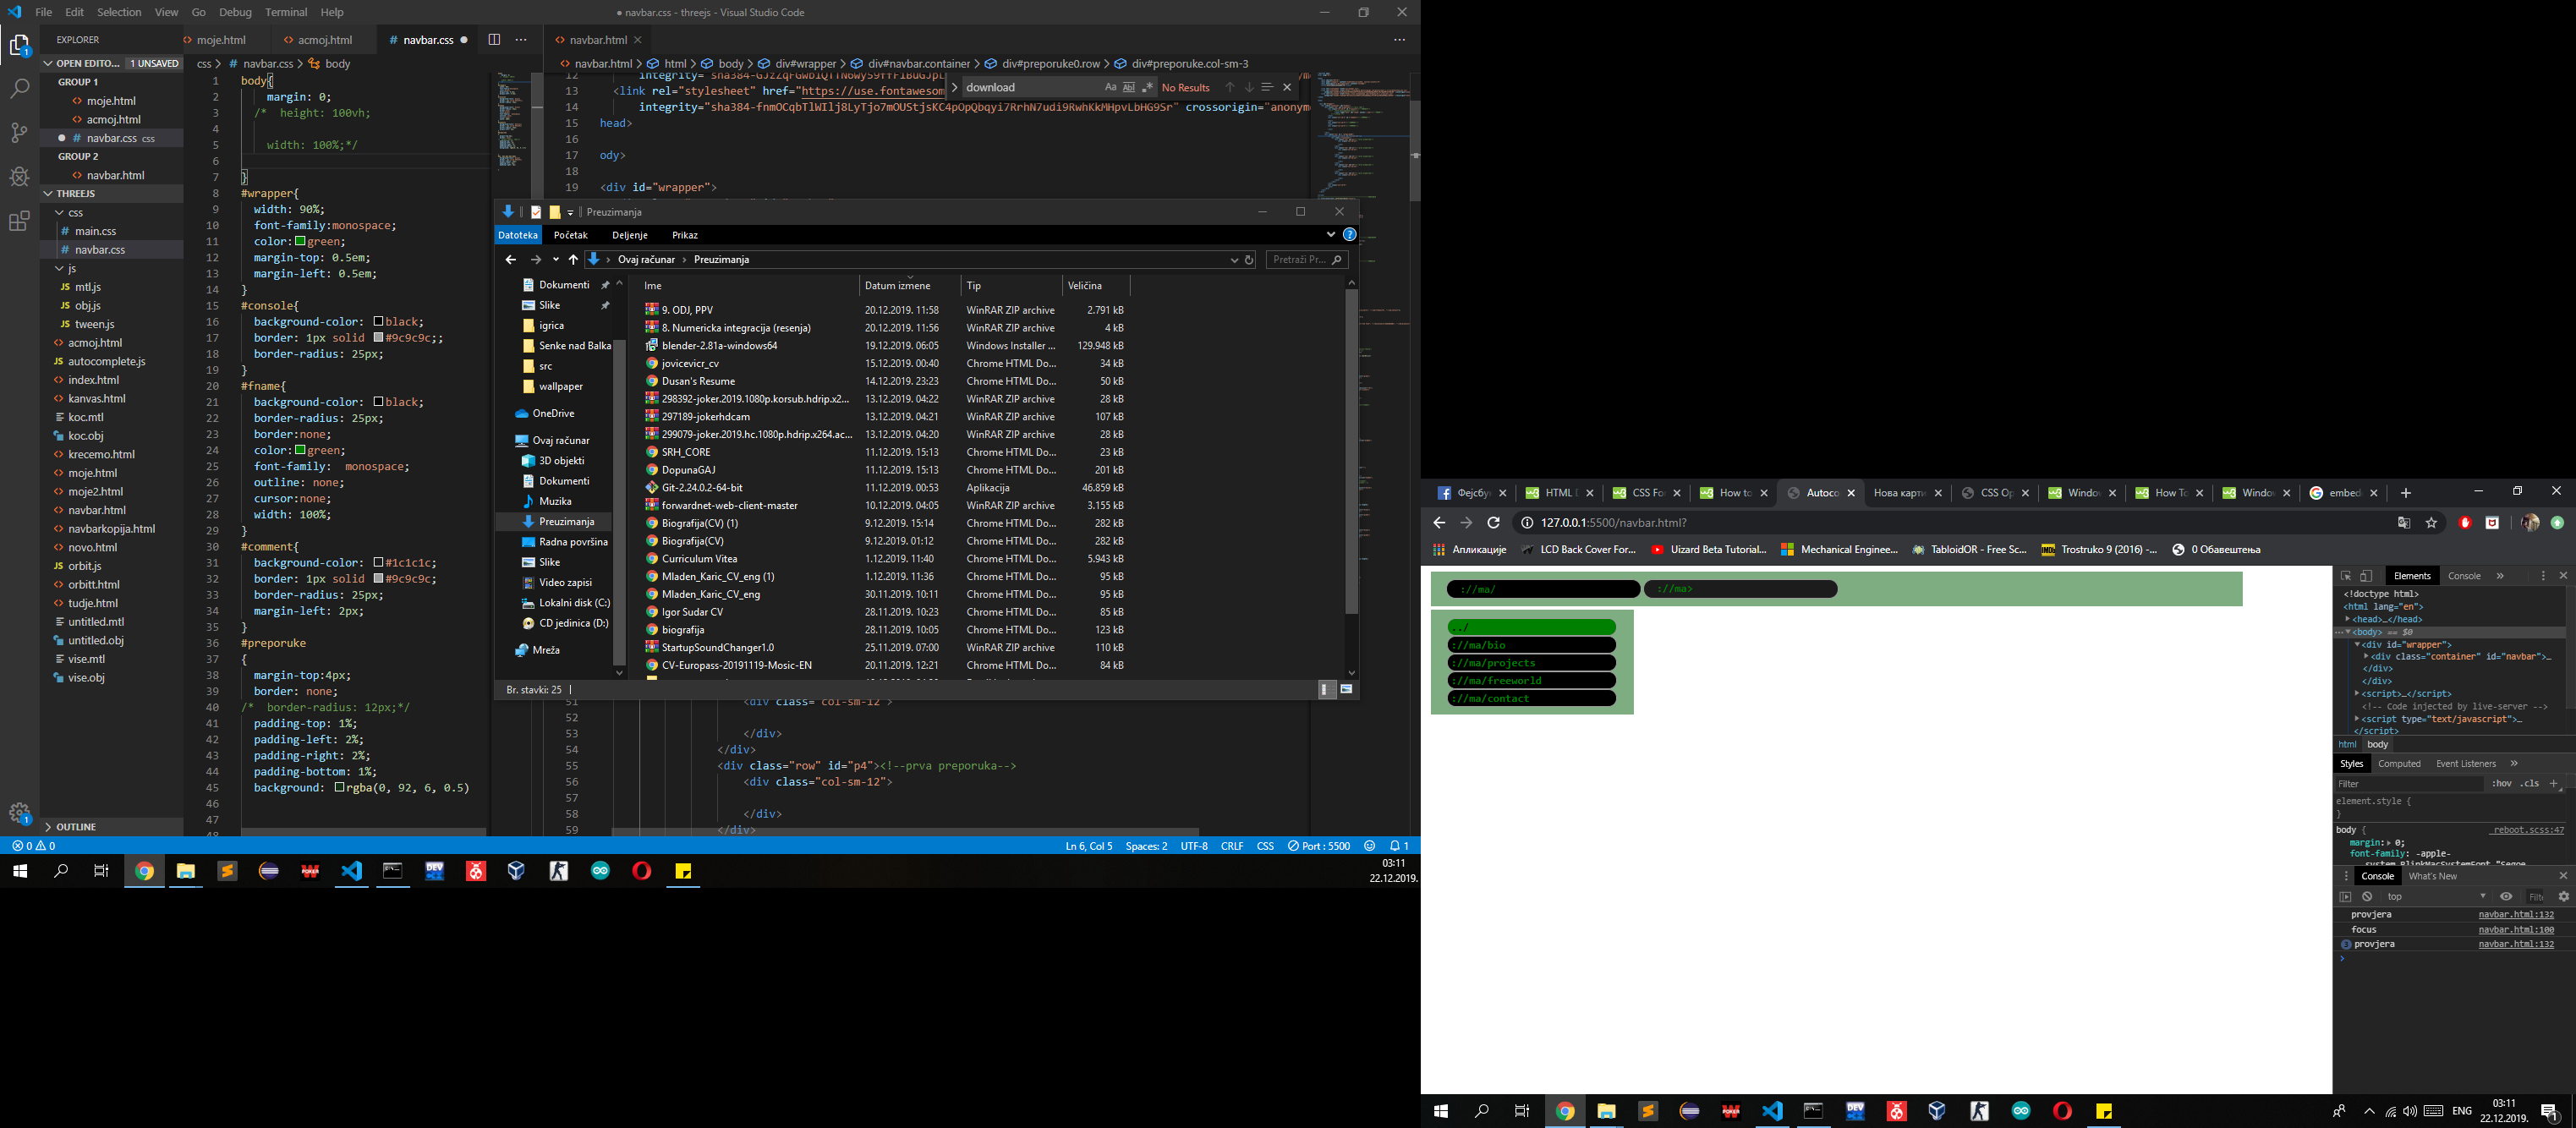 File Edit Selection View Go Debug Terminal Help
● navbar.css - threejs - Visual Studio Code
EXPLORER
OPEN EDITO... 1 UNSAVED
GROUP 1
moje.html
acmoj.html
navbar.css css
GROUP 2
navbar.html
THREEJS
css
main.css
navbar.css
js
mtl.js
obj.js
tween.js
acmoj.html
autocomplete.js
index.html
kanvas.html
koc.mtl
koc.obj
krecemo.html
moje.html
moje2.html
navbar.html
navbarkopija.html
novo.html
orbit.js
orbitt.html
tudje.html
untitled.mtl
untitled.obj
vise.mtl
vise.obj
OUTLINE
moje.html acmoj.html # navbar.css
css > # navbar.css > body
1 body{
2 margin: 0;
3 /* height: 100vh;
4
5 width: 100%;*/
6
7 }
8 #wrapper{
9 width: 90%;
10 font-family:monospace;
11 color:green;
12 margin-top: 0.5em;
13 margin-left: 0.5em;
14 }
15 #console{
16 background-color: black;
17 border: 1px solid #9c9c9c;;
18 border-radius: 25px;
19 }
20 #fname{
21 background-color: black;
22 border-radius: 25px;
23 border:none;
24 color:green;
25 font-family: monospace;
26 outline: none;
27 cursor:none;
28 width: 100%;
29 }
30 #comment{
31 background-color: #1c1c1c;
32 border: 1px solid #9c9c9c;
33 border-radius: 25px;
34 margin-left: 2px;
35 }
36 #preporuke
37 {
38 margin-top:4px;
39 border: none;
40 /* border-radius: 12px;*/
41 padding-top: 1%;
42 padding-left: 2%;
43 padding-right: 2%;
44 padding-bottom: 1%;
45 background: rgba(0, 92, 6, 0.5)
46
47
48
navbar.html
navbar.html > html > body > div#wrapper > div#navbar.container > div#preporuke0.row > div#preporuke.col-sm-3
download Aa Abl .* No Results
12
13 <link rel="stylesheet" href="https://use.fontawesom
14 integrity="sha384-fnmOCqbTlWIlj8LyTjo7mOUStjsKC4pOpQbqyi7RrhN7udi9RwhKkMHpvLbHG9Sr" crossorigin="anonym
15 head>
16
17 ody>
18
19 <div id="wrapper">
51 <div class="col-sm-12">
52
53 </div>
54 </div>
55 <div class="row" id="p4"><!--prva preporuka-->
56 <div class="col-sm-12">
57
58 </div>
59 </div>
Preuzimanja
Datoteka Početak Deljenje Prikaz
Ovaj računar > Preuzimanja
Pretraži Pr...
Dokumenti
Slike
igrica
Senke nad Balka
src
wallpaper
OneDrive
Ovaj računar
3D objekti
Dokumenti
Muzika
Preuzimanja
Radna površina
Slike
Video zapisi
Lokalni disk (C:)
CD jedinica (D:)
Mreža
Ime Datum izmene Tip Veličina
9. ODJ, PPV 20.12.2019. 11:58 WinRAR ZIP archive 2.791 kB
8. Numericka integracija (resenja) 20.12.2019. 11:56 WinRAR ZIP archive 4 kB
blender-2.81a-windows64 19.12.2019. 06:05 Windows Installer ... 129.948 kB
jovicevicr_cv 15.12.2019. 00:40 Chrome HTML Do... 34 kB
Dusan's Resume 14.12.2019. 23:23 Chrome HTML Do... 50 kB
298392-joker.2019.1080p.korsub.hdrip.x2... 13.12.2019. 04:22 WinRAR ZIP archive 28 kB
297189-jokerhdcam 13.12.2019. 04:21 WinRAR ZIP archive 107 kB
299079-joker.2019.hc.1080p.hdrip.x264.ac... 13.12.2019. 04:20 WinRAR ZIP archive 28 kB
SRH_CORE 11.12.2019. 15:13 Chrome HTML Do... 23 kB
DopunaGAJ 11.12.2019. 15:13 Chrome HTML Do... 201 kB
Git-2.24.0.2-64-bit 11.12.2019. 00:53 Aplikacija 46.859 kB
forwardnet-web-client-master 10.12.2019. 04:05 WinRAR ZIP archive 3.155 kB
Biografija(CV) (1) 9.12.2019. 15:14 Chrome HTML Do... 282 kB
Biografija(CV) 9.12.2019. 01:12 Chrome HTML Do... 282 kB
Curriculum Vitea 1.12.2019. 11:40 Chrome HTML Do... 5.943 kB
Mladen_Karic_CV_eng (1) 1.12.2019. 11:36 Chrome HTML Do... 95 kB
Mladen_Karic_CV_eng 30.11.2019. 10:11 Chrome HTML Do... 95 kB
Igor Sudar CV 28.11.2019. 10:23 Chrome HTML Do... 85 kB
biografija 28.11.2019. 10:05 Chrome HTML Do... 123 kB
StartupSoundChanger1.0 25.11.2019. 07:00 WinRAR ZIP archive 110 kB
CV-Europass-20191119-Mosic-EN 20.11.2019. 12:21 Chrome HTML Do... 84 kB
Br. stavki: 25
0 0
Ln 6, Col 5 Spaces: 2 UTF-8 CRLF CSS Port : 5500 1
03:11
22.12.2019.
Фејсбу HTML CSS Fo How to Autoco Нова карти CSS Op Window How To Window embed
127.0.0.1:5500/navbar.html?
Апликације LCD Back Cover For... Uizard Beta Tutorial... Mechanical Enginee... TabloidOR - Free Sc... Trostruko 9 (2016) -... 0 Обавештења
://ma/ ://ma>
../
://ma/bio
://ma/projects
://ma/freeworld
://ma/contact
Elements Console »
<!doctype html>
<html lang="en">
<head>…</head>
<body> == $0
<div id="wrapper">
<div class="container" id="navbar">…
</div>
</div>
<script>…</script>
<!-- Code injected by live-server -->
<script type="text/javascript">…
</script>
html body
Styles Computed Event Listeners »
Filter :hov .cls +
element.style {
}
body { _reboot.scss:47
margin: 0;
font-family: -apple-
system,BlinkMacSystemFont,"Segoe
Console What's New
top
provjera navbar.html:132
focus navbar.html:100
3 provjera navbar.html:132
ENG
03:11
22.12.2019.